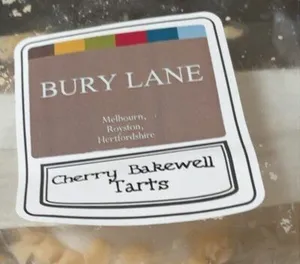 BURY LANE
Melbourn,
Royston,
Hertfordshire
Cherry Bakewell
Tarts